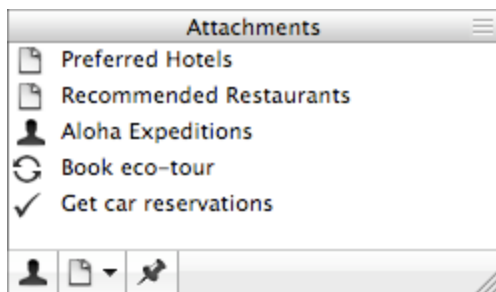 Attachments
Preferred Hotels
Recommended Restaurants
Aloha Expeditions
Book eco-tour
Get car reservations